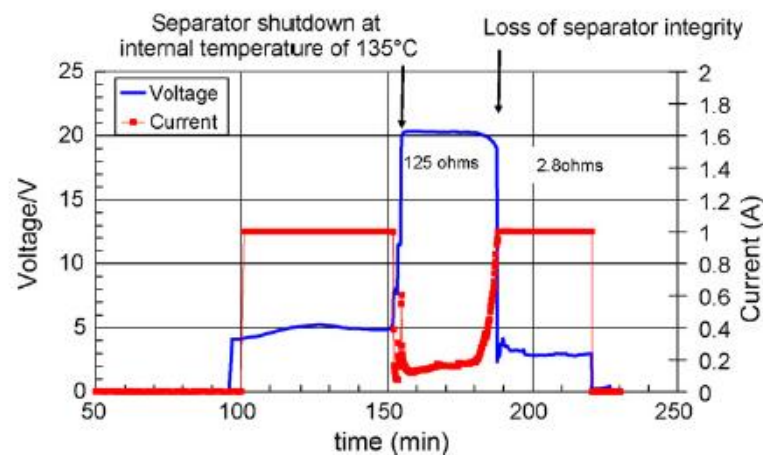 Separator shutdown at
internal temperature of 135°C
Loss of separator integrity
25
20
15
10
5
0
Voltage/V
Voltage
Current
125 ohms
2.8ohms
2
1.8
1.6
1.4
1.2
1
0.8
0.6
0.4
0.2
0
Current (A)
50
100
150
200
250
time (min)